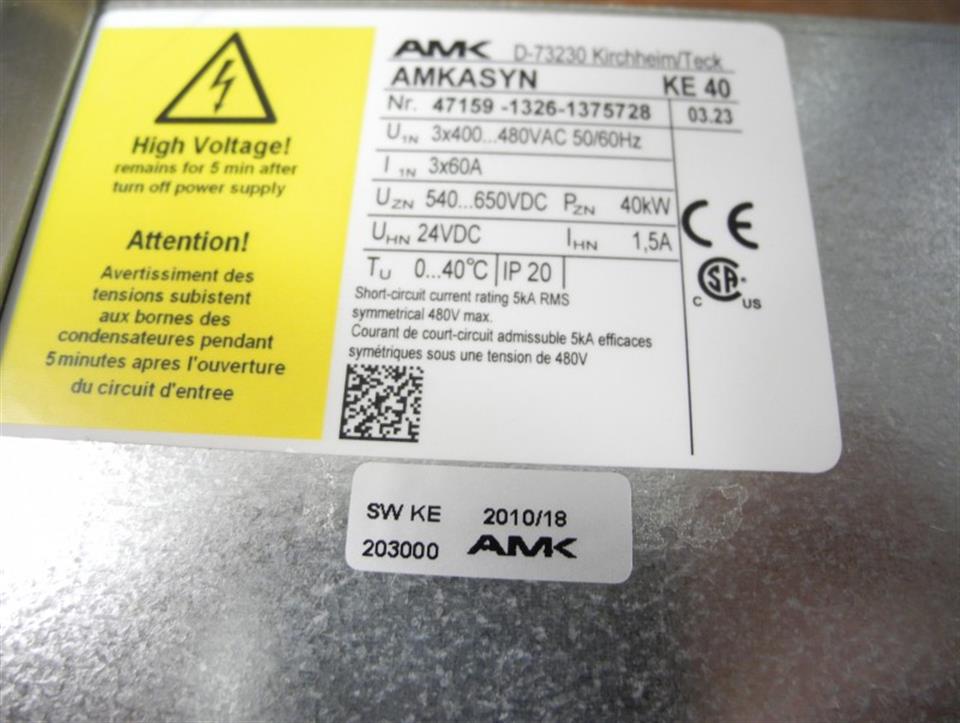 High Voltage!
remains for 5 min after
turn off power supply
Attention!
Avertissiment des
tensions subistent
aux bornes des
condensateures pendant
5 minutes apres l'ouverture
du circuit d'entree
AMK D-73230 Kirchheim/Teck
AMKASYN KE 40
Nr. 47159 -1326-1375728 03.23
U1N 3x400...480VAC 50/60Hz
I 1N 3x60A
UZN 540...650VDC PZN 40kW
UHN 24VDC IHN 1,5A
TU 0...40°C IP 20
Short-circuit current rating 5kA RMS
symmetrical 480V max.
Courant de court-circuit admissuble 5kA efficaces
symétriques sous une tension de 480V
CE
C SA US
SW KE 2010/18
203000 AMK